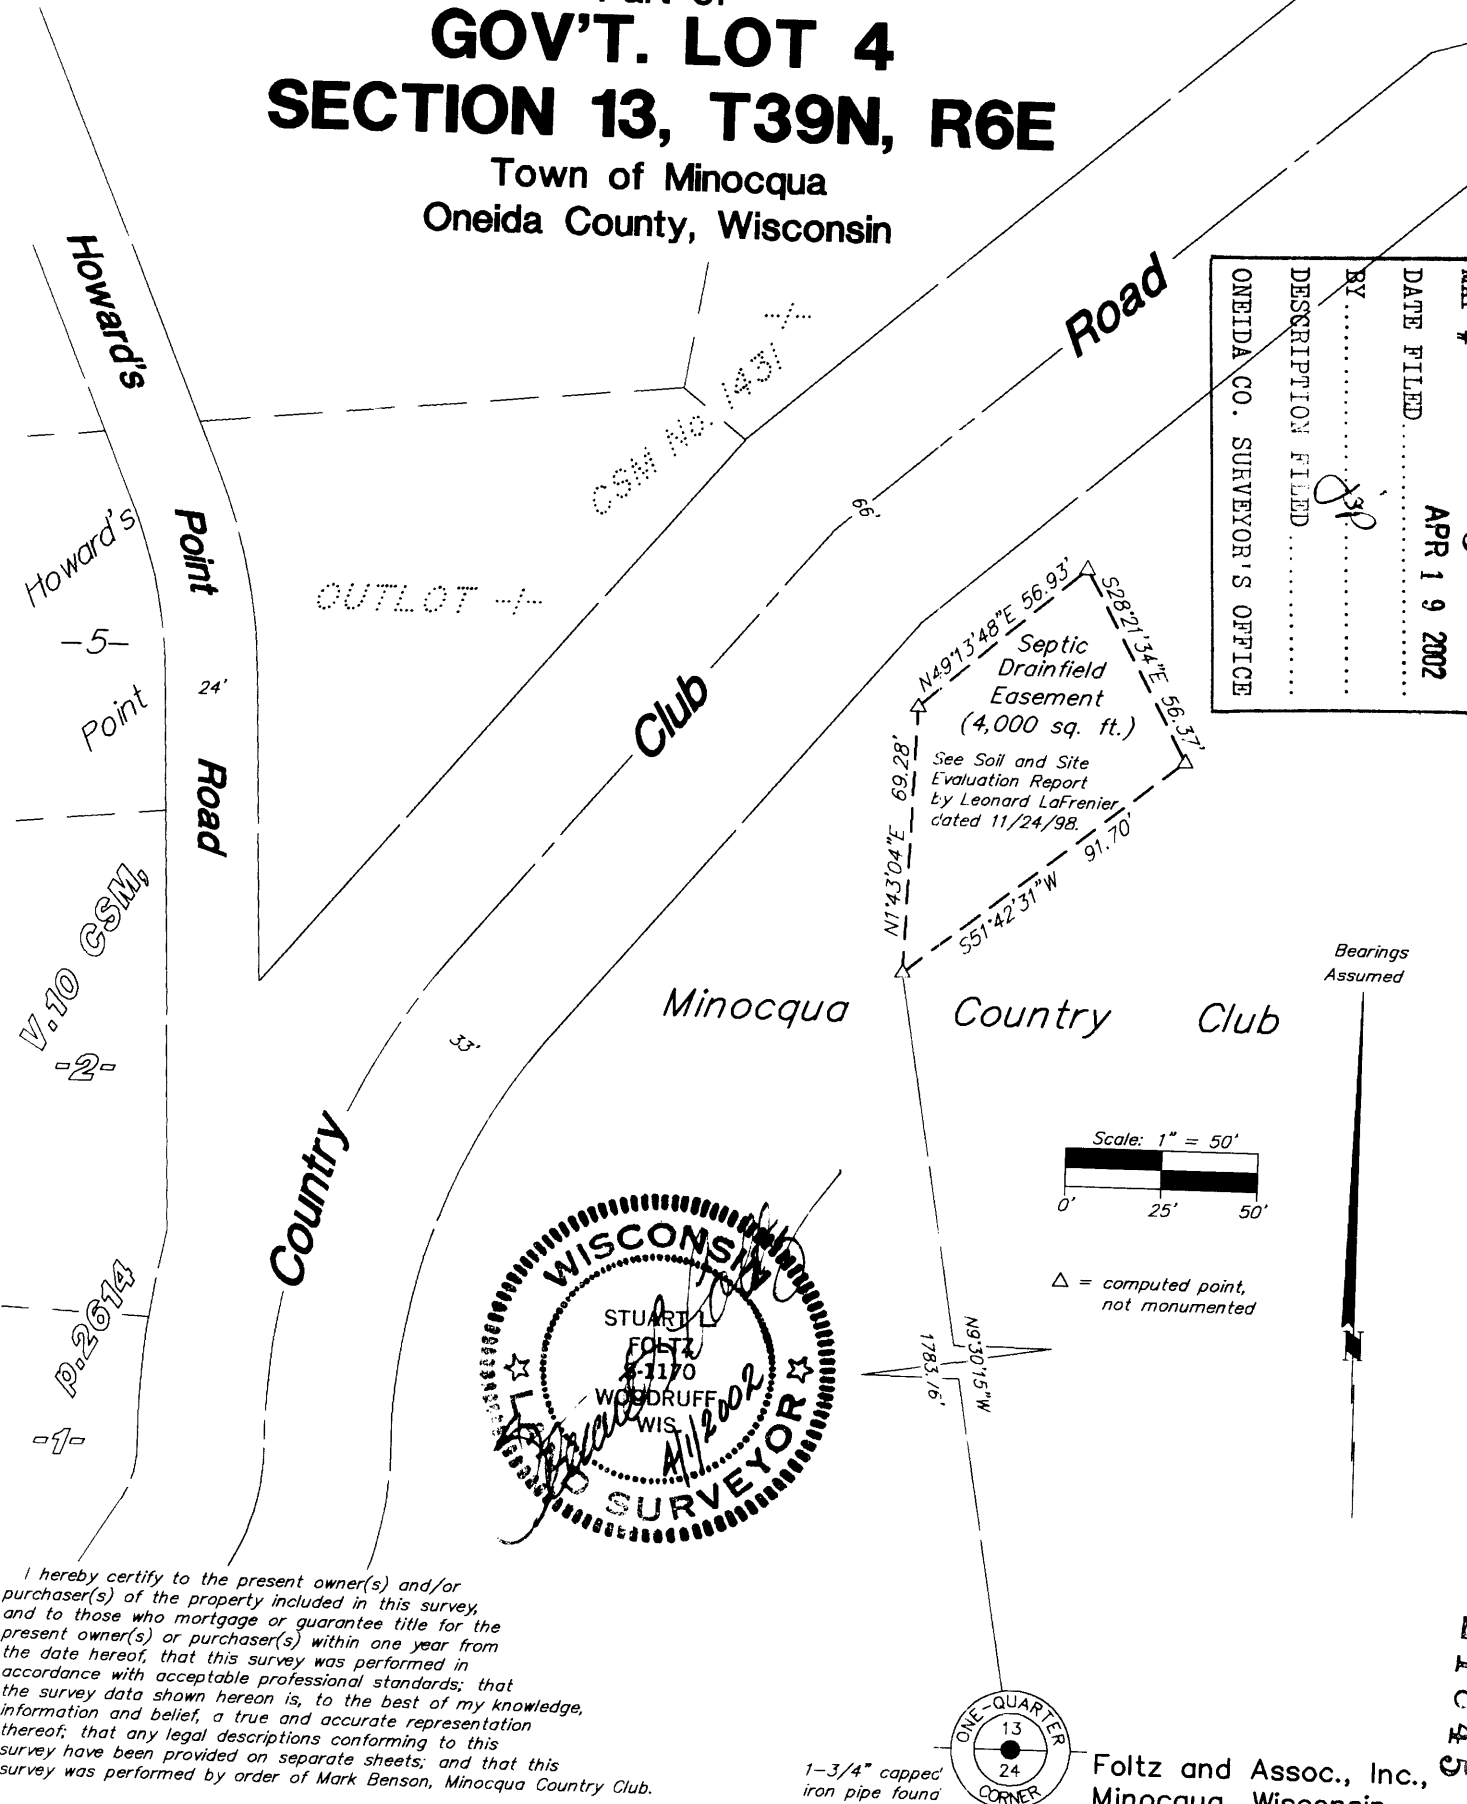 Part of
GOV'T. LOT 4
SECTION 13, T39N, R6E
Town of Minocqua
Oneida County, Wisconsin
Howard's
Point
Road
Howard's
-5-
Point
24'
V.10 CSM,
-2-
p.2614
-1-
CSM No. 1431
-1-
OUTLOT -1-
Country
Club
Road
66'
33'
DATE FILED
APR 19 2002
BY
DESCRIPTION FILED
ONEIDA CO. SURVEYOR'S OFFICE
N49°13'48"E 56.93'
S28°21'34"E 56.37'
S51°42'31"W 91.70'
N1°43'04"E 69.28'
Septic
Drainfield
Easement
(4,000 sq. ft.)
See Soil and Site
Evaluation Report
by Leonard LaFrenier
dated 11/24/98.
Minocqua Country Club
Bearings
Assumed
N
Scale: 1" = 50'
0' 25' 50'
△ = computed point,
not monumented
N9°30'15"W
1783.16'
WISCONSIN
STUART L.
FOLTZ
S-1170
WOODRUFF
WIS.
4/1/2002
SURVEYOR
I hereby certify to the present owner(s) and/or
purchaser(s) of the property included in this survey,
and to those who mortgage or guarantee title for the
present owner(s) or purchaser(s) within one year from
the date hereof, that this survey was performed in
accordance with acceptable professional standards; that
the survey data shown hereon is, to the best of my knowledge,
information and belief, a true and accurate representation
thereof; that any legal descriptions conforming to this
survey have been provided on separate sheets; and that this
survey was performed by order of Mark Benson, Minocqua Country Club.
1-3/4" capped
iron pipe found
ONE-QUARTER
13
24
CORNER
Foltz and Assoc., Inc.,
Minocqua, Wisconsin